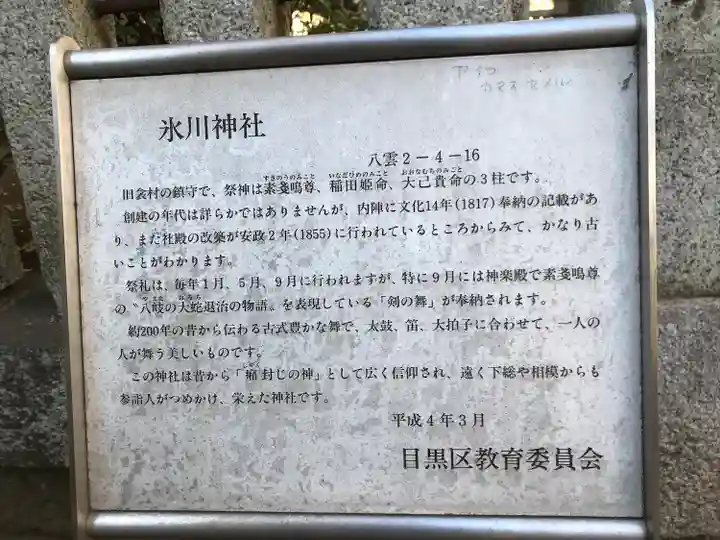 氷川神社
八雲2-4-16
旧衾村の鎮守で、祭神は素戔嗚尊、稲田姫命、大己貴命の3柱です。
創建の年代は詳らかではありませんが、内陣に文化14年(1817)奉納の記載があ
り、また社殿の改築が安政2年(1855)に行われているところからみて、かなり古
いことがわかります。
祭礼は、毎年1月、5月、9月に行われますが、特に9月には神楽殿で素戔嗚尊
の〝八岐の大蛇退治の物語〟を表現している「剣の舞」が奉納されます。
約200年の昔から伝わる古式豊かな舞で、太鼓、笛、大拍子に合わせて、一人の
人が舞う美しいものです。
この神社は昔から「癪封じの神」として広く信仰され、遠く下総や相模からも
参詣人がつめかけ、栄えた神社です。
平成4年3月
目黒区教育委員会